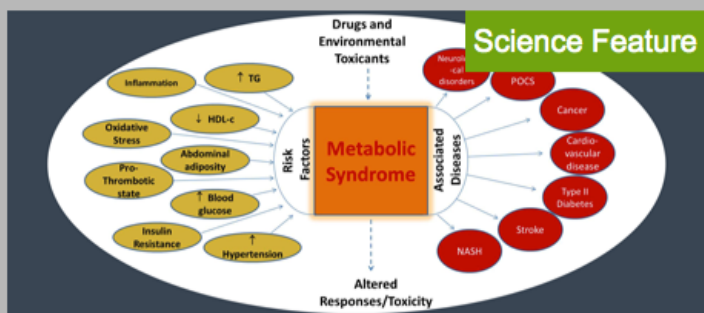 Drugs and
Environmental
Toxicants
Science Feature
Inflammation
↑ TG
↓ HDL-c
Oxidative
Stress
Abdominal
adiposity
Pro-
Thrombotic
state
↑ Blood
glucose
Insulin
Resistance
↑
Hypertension
Risk
Factors
Metabolic
Syndrome
Associated
Diseases
Neurologi
-cal
disorders
POCS
Cancer
Cardio-
vascular
disease
Type II
Diabetes
Stroke
NASH
Altered
Responses/Toxicity